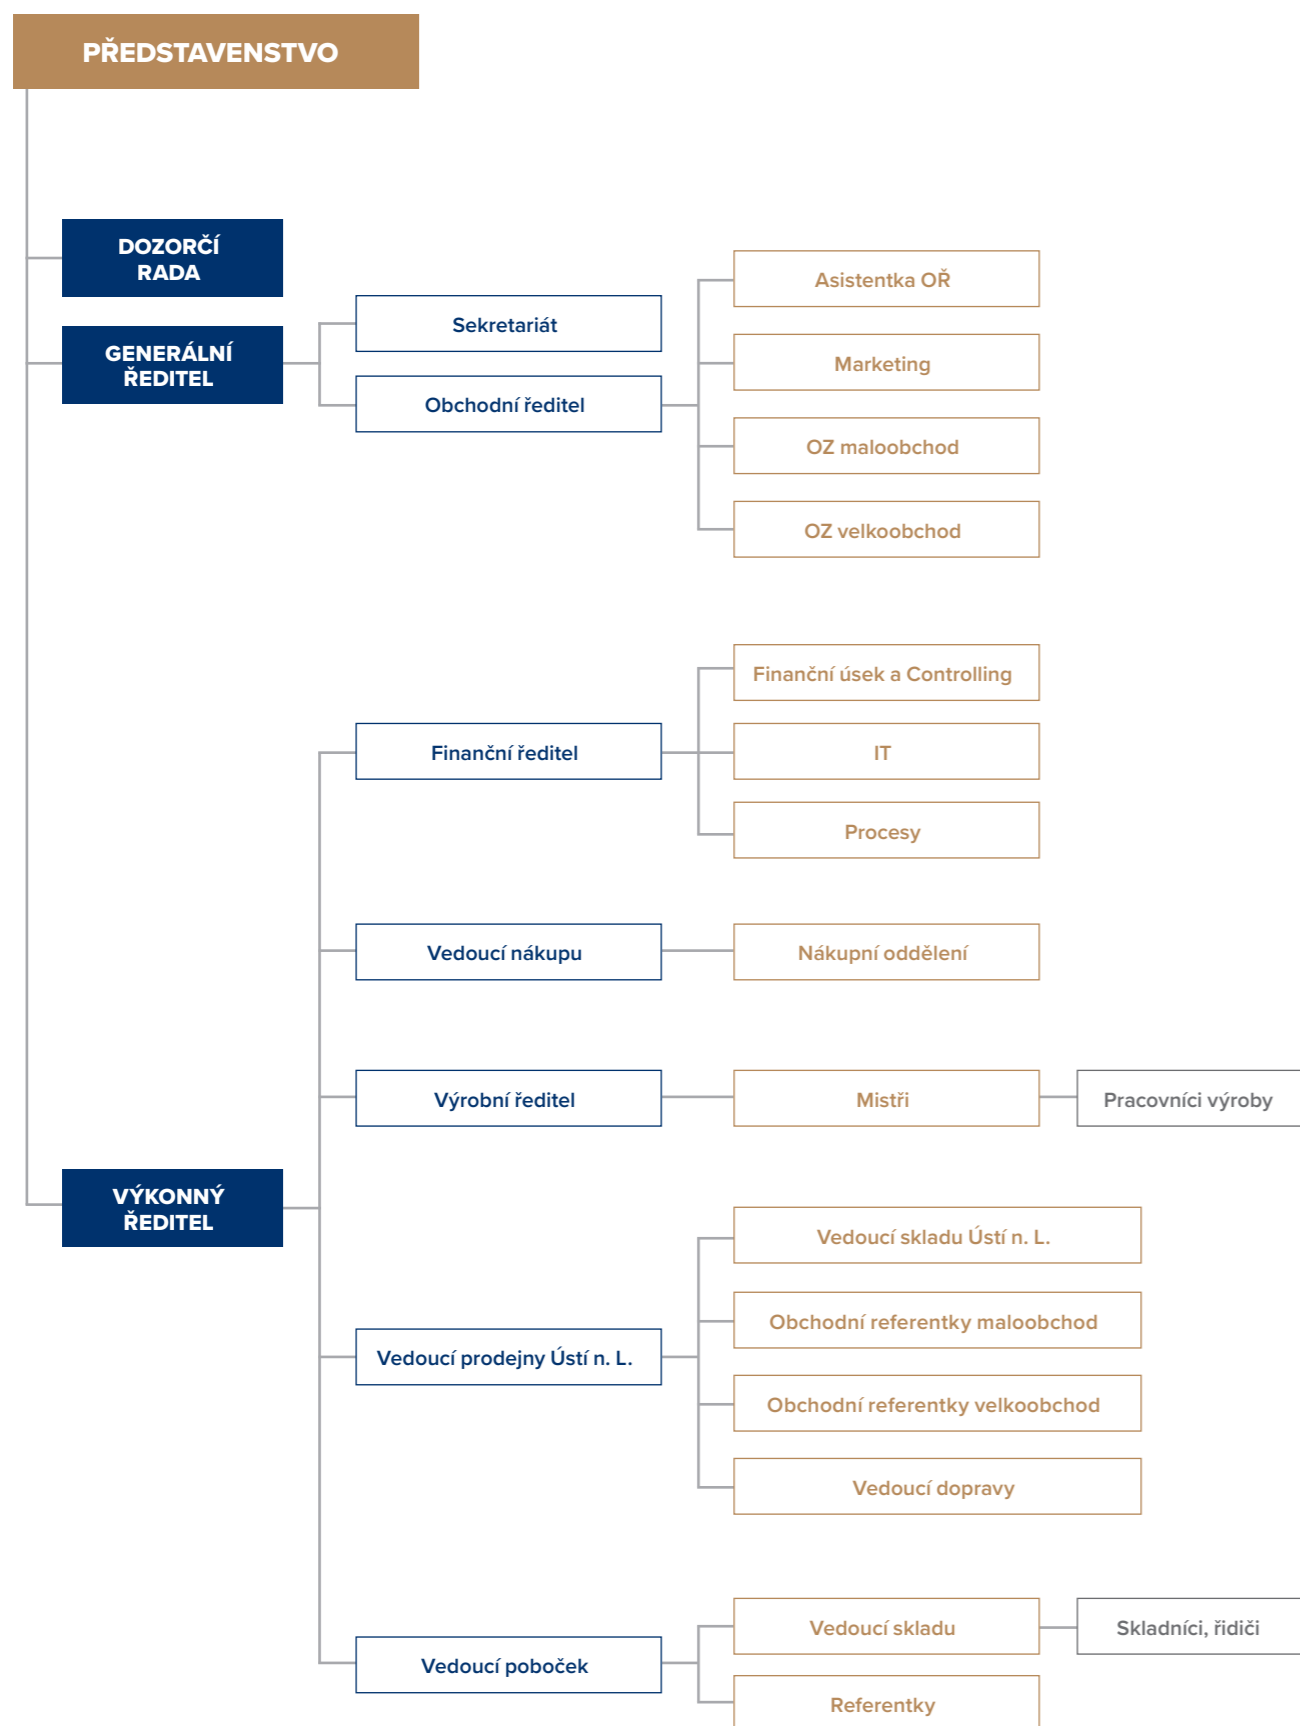 PŘEDSTAVENSTVO
DOZORČÍ
RADA
GENERÁLNÍ
ŘEDITEL
Sekretariát
Obchodní ředitel
Asistentka OŘ
Marketing
OZ maloobchod
OZ velkoobchod
Finanční ředitel
Finanční úsek a Controlling
IT
Procesy
Vedoucí nákupu
Nákupní oddělení
Výrobní ředitel
Mistři
Pracovníci výroby
VÝKONNÝ
ŘEDITEL
Vedoucí prodejny Ústí n. L.
Vedoucí skladu Ústí n. L.
Obchodní referentky maloobchod
Obchodní referentky velkoobchod
Vedoucí dopravy
Vedoucí poboček
Vedoucí skladu
Skladníci, řidiči
Referentky